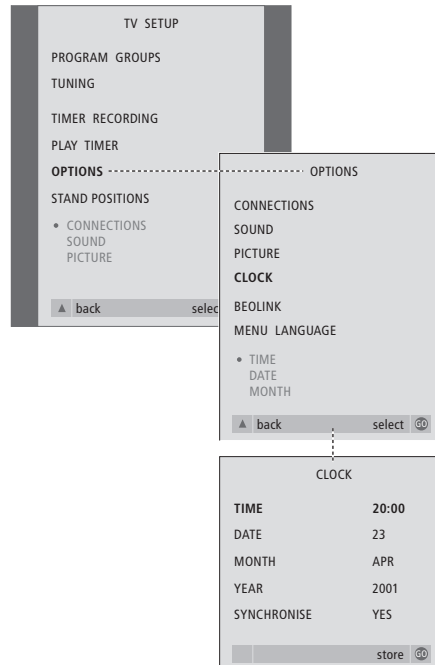 TV SETUP
PROGRAM GROUPS
TUNING
TIMER RECORDING
PLAY TIMER
OPTIONS
STAND POSITIONS
• CONNECTIONS
SOUND
PICTURE
▲ back selec
OPTIONS
CONNECTIONS
SOUND
PICTURE
CLOCK
BEOLINK
MENU LANGUAGE
• TIME
DATE
MONTH
▲ back select GO
CLOCK
TIME 20:00
DATE 23
MONTH APR
YEAR 2001
SYNCHRONISE YES
store GO